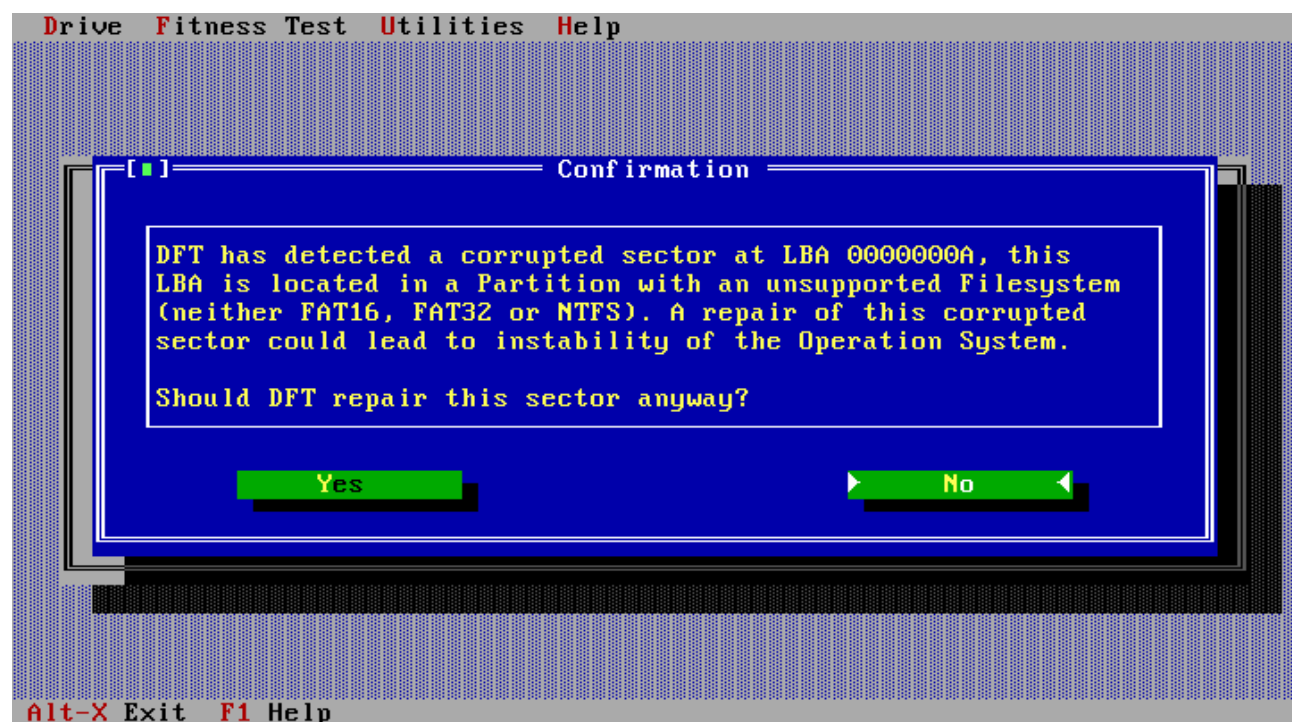 Drive Fitness Test Utilities Help
Confirmation
DFT has detected a corrupted sector at LBA 0000000A, this
LBA is located in a Partition with an unsupported Filesystem
(neither FAT16, FAT32 or NTFS). A repair of this corrupted
sector could lead to instability of the Operation System.
Should DFT repair this sector anyway?
Yes No
Alt-X Exit F1 Help